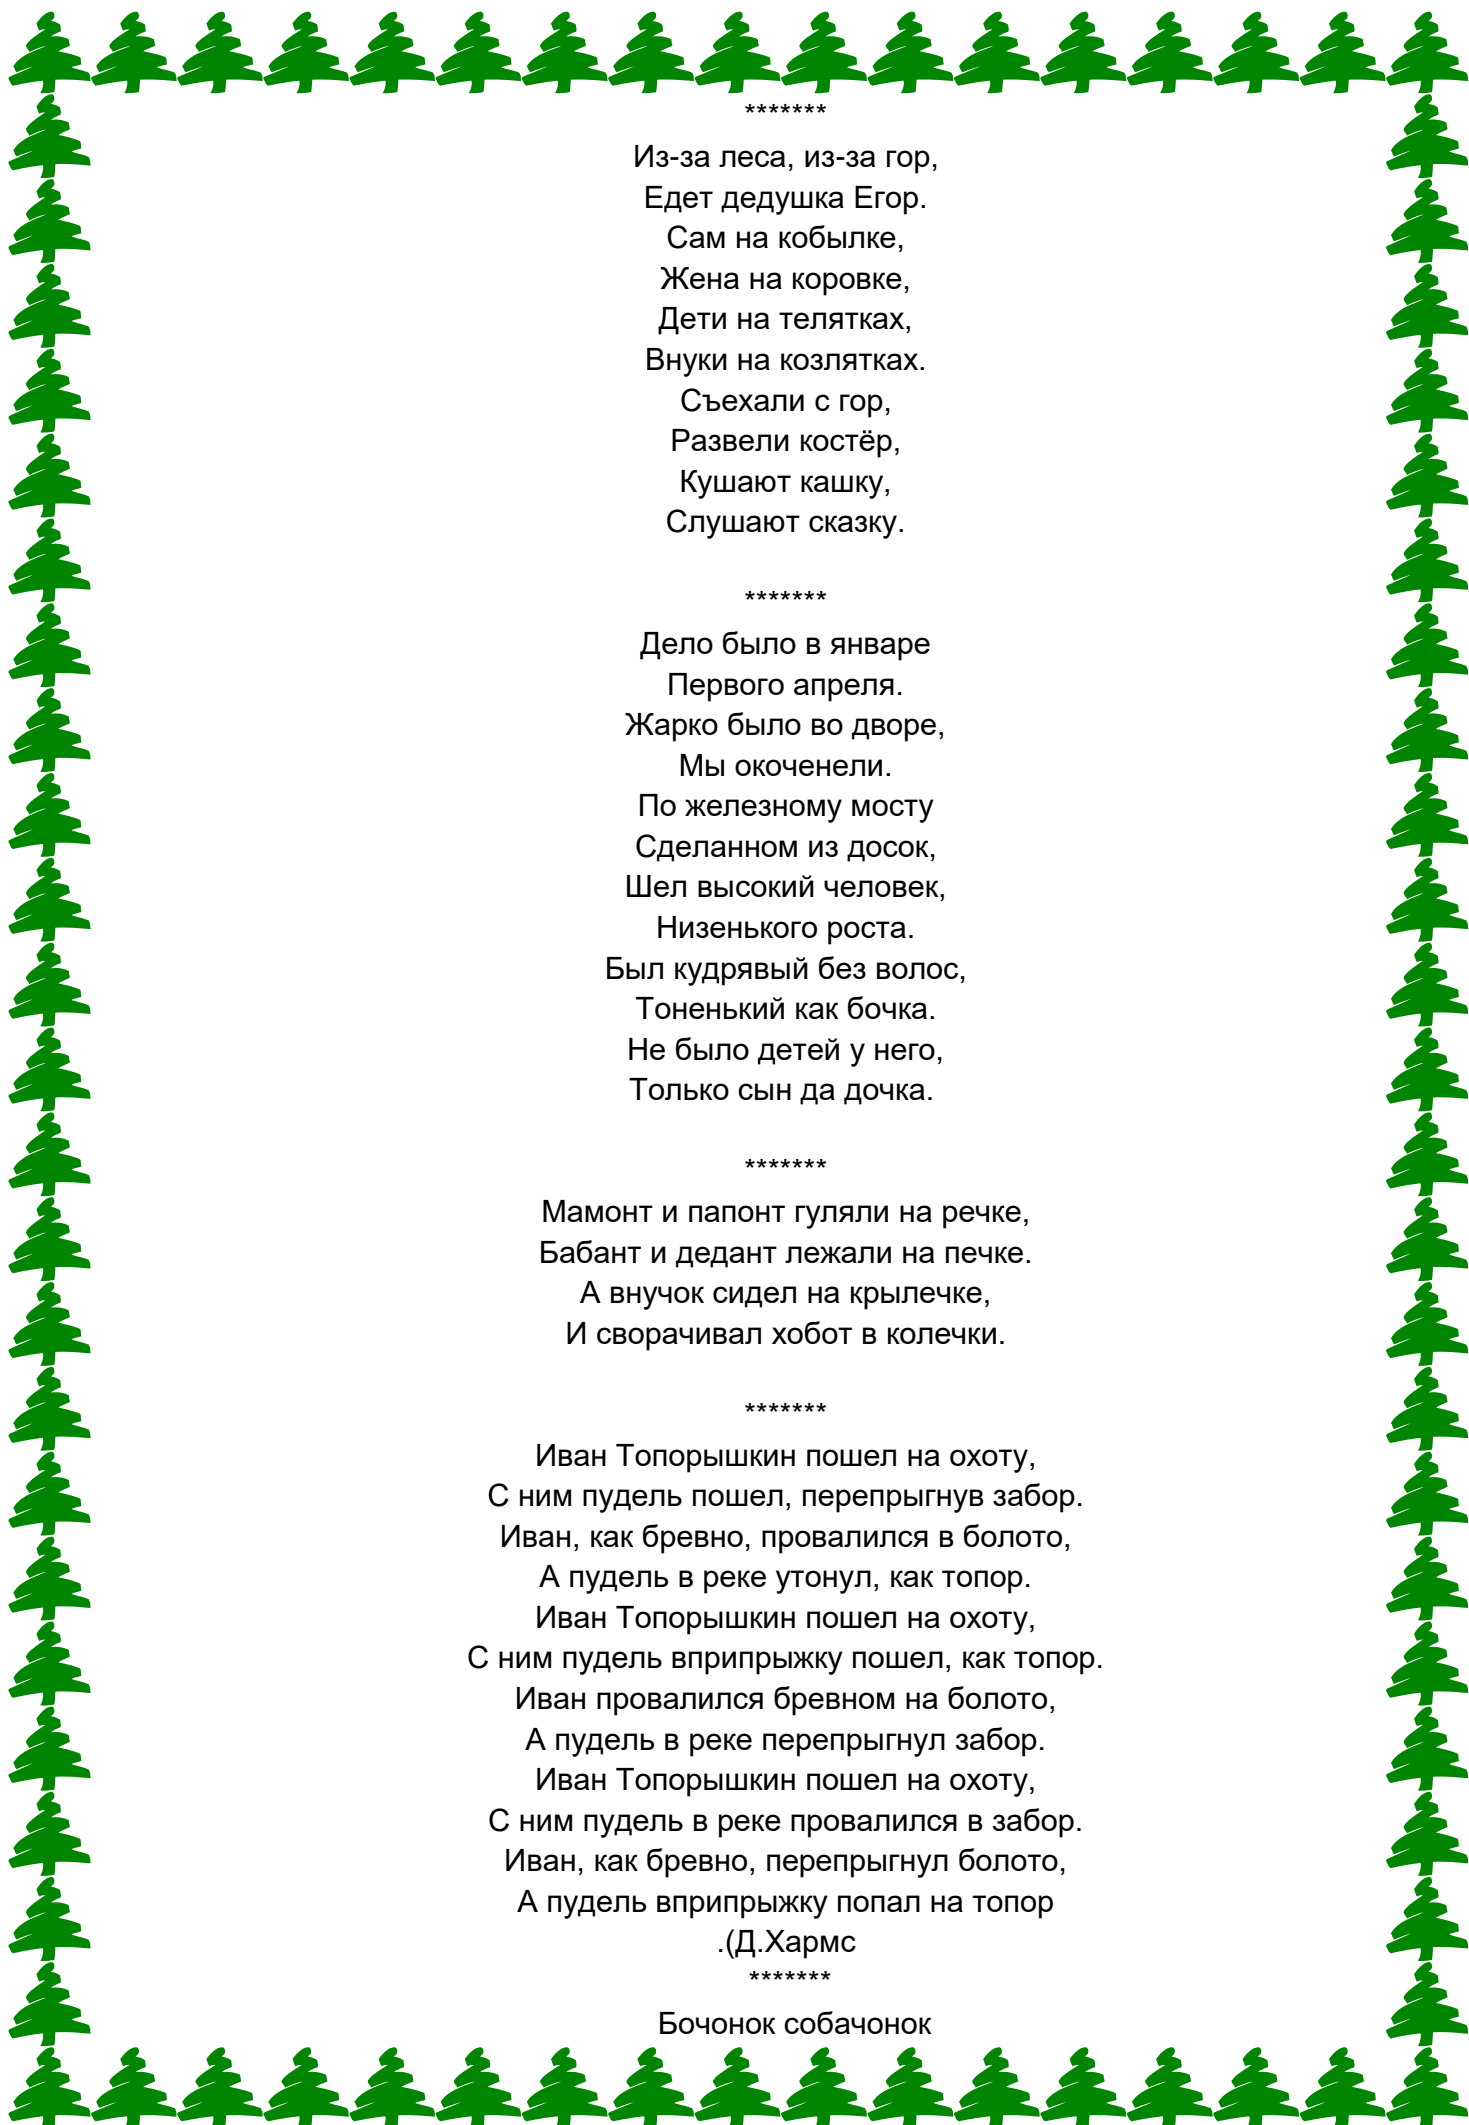 *******
Из-за леса, из-за гор,
Едет дедушка Егор.
Сам на кобылке,
Жена на коровке,
Дети на телятках,
Внуки на козлятках.
Съехали с гор,
Развели костёр,
Кушают кашку,
Слушают сказку.
*******
Дело было в январе
Первого апреля.
Жарко было во дворе,
Мы окоченели.
По железному мосту
Сделанном из досок,
Шел высокий человек,
Низенького роста.
Был кудрявый без волос,
Тоненький как бочка.
Не было детей у него,
Только сын да дочка.
*******
Мамонт и папонт гуляли на речке,
Бабант и дедант лежали на печке.
А внучок сидел на крылечке,
И сворачивал хобот в колечки.
*******
Иван Топорышкин пошел на охоту,
С ним пудель пошел, перепрыгнув забор.
Иван, как бревно, провалился в болото,
А пудель в реке утонул, как топор.
Иван Топорышкин пошел на охоту,
С ним пудель вприпрыжку пошел, как топор.
Иван провалился бревном на болото,
А пудель в реке перепрыгнул забор.
Иван Топорышкин пошел на охоту,
С ним пудель в реке провалился в забор.
Иван, как бревно, перепрыгнул болото,
А пудель вприпрыжку попал на топор
.(Д.Хармс
*******
Бочонок собачонок